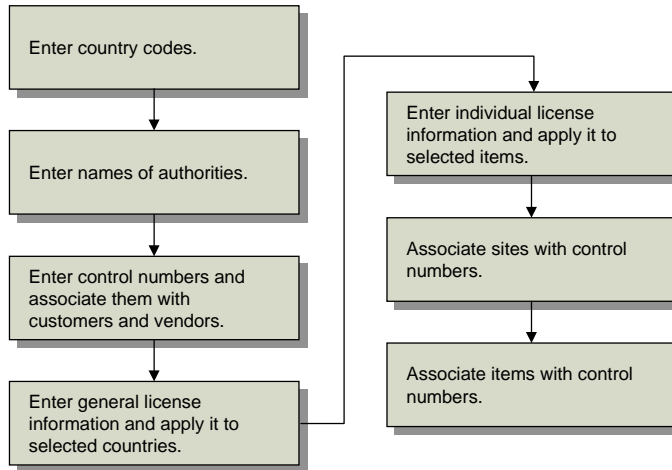 Enter country codes.
Enter names of authorities.
Enter control numbers and
associate them with
customers and vendors.
Enter general license
information and apply it to
selected countries.
Enter individual license
information and apply it to
selected items.
Associate sites with control
numbers.
Associate items with control
numbers.